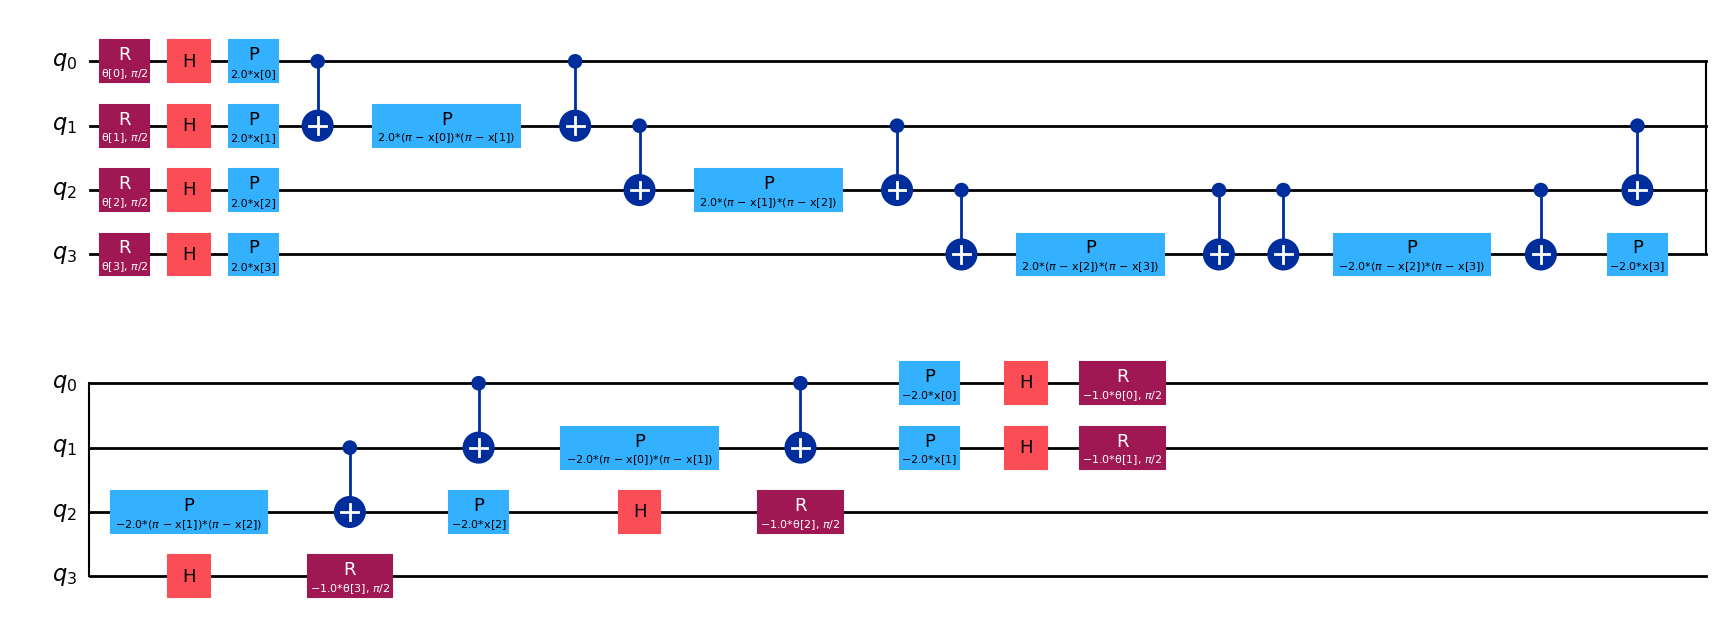 q0 R θ[0], π/2 H P 2.0*x[0]
q1 R θ[1], π/2 H P 2.0*x[1] P 2.0*(π − x[0])*(π − x[1])
q2 R θ[2], π/2 H P 2.0*x[2] P 2.0*(π − x[1])*(π − x[2])
q3 R θ[3], π/2 H P 2.0*x[3] P 2.0*(π − x[2])*(π − x[3]) P −2.0*(π − x[2])*(π − x[3]) P −2.0*x[3]
q0 P −2.0*x[0] H R −1.0*θ[0], π/2
q1 P −2.0*(π − x[0])*(π − x[1]) P −2.0*x[1] H R −1.0*θ[1], π/2
q2 P −2.0*(π − x[1])*(π − x[2]) P −2.0*x[2] H R −1.0*θ[2], π/2
q3 H R −1.0*θ[3], π/2